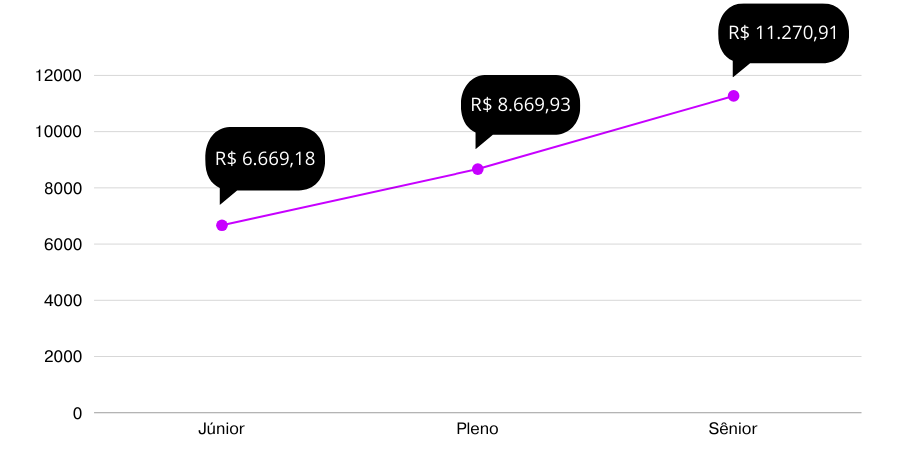 R$ 11.270,91
12000
R$ 8.669,93
10000
R$ 6.669,18
8000
6000
4000
2000
0
Júnior
Pleno
Sênior